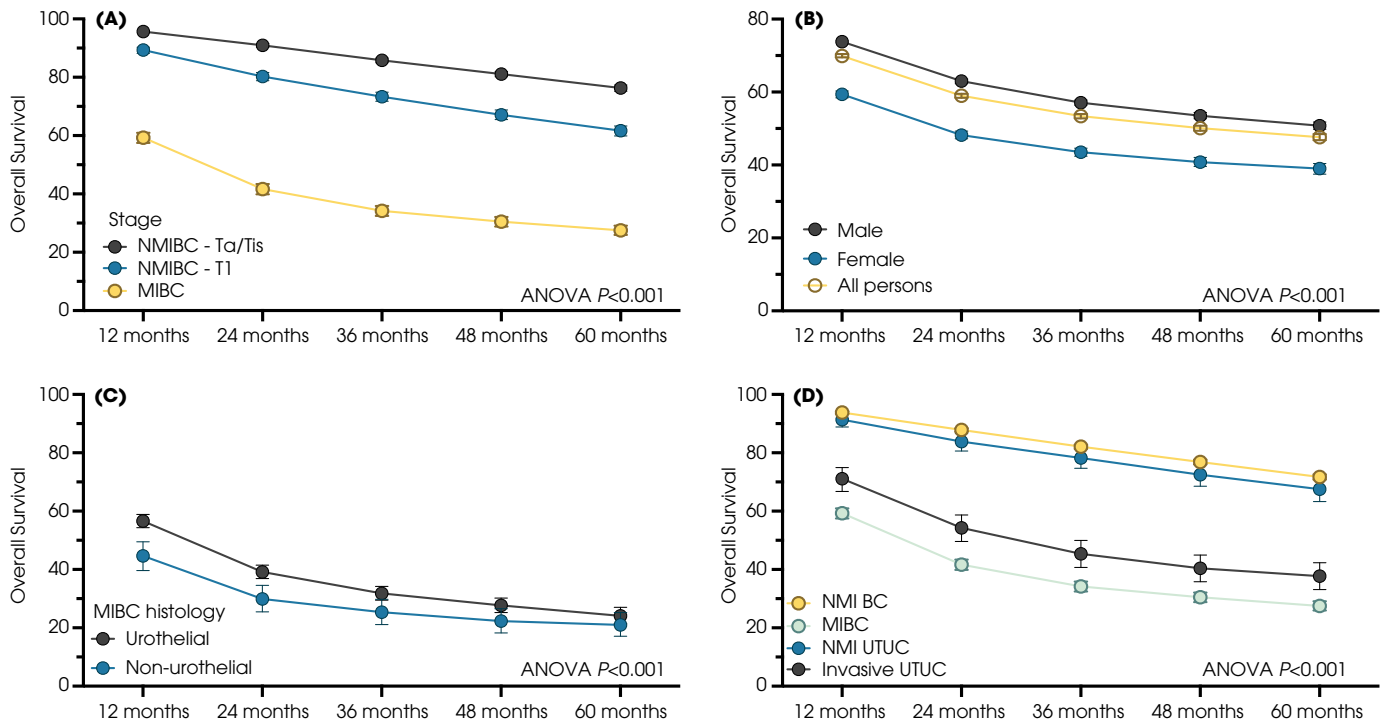 (A)
100
80
60
40
20
0
Overall Survival
Stage
NMIBC - Ta/Tis
NMIBC - T1
MIBC
ANOVA P<0.001
12 months 24 months 36 months 48 months 60 months
(B)
80
60
40
20
0
Overall Survival
Male
Female
All persons
ANOVA P<0.001
12 months 24 months 36 months 48 months 60 months
(C)
100
80
60
40
20
0
Overall Survival
MIBC histology
Urothelial
Non-urothelial
ANOVA P<0.001
12 months 24 months 36 months 48 months 60 months
(D)
100
80
60
40
20
0
Overall Survival
NMI BC
MIBC
NMI UTUC
Invasive UTUC
ANOVA P<0.001
12 months 24 months 36 months 48 months 60 months